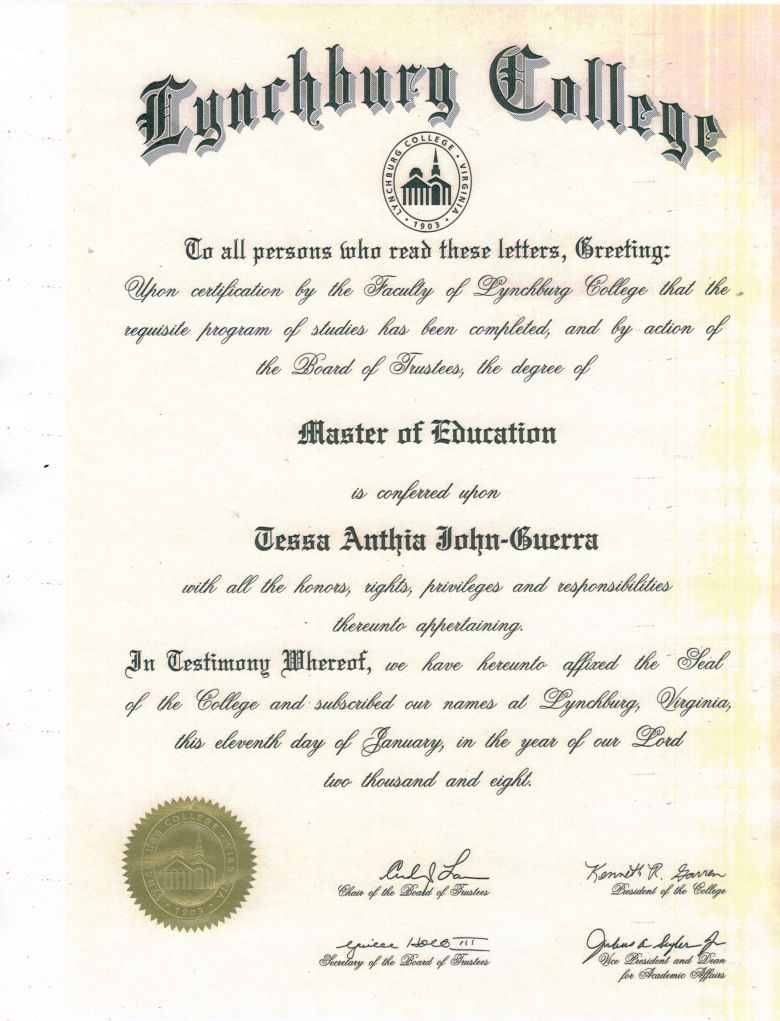 Lynchburg College
LYNCHBURG COLLEGE • VIRGINIA
• 1903 •
To all persons who read these letters, Greeting:
Upon certification by the Faculty of Lynchburg College that the
requisite program of studies has been completed, and by action of
the Board of Trustees, the degree of
Master of Education
is conferred upon
Tessa Anthia John-Guerra
with all the honors, rights, privileges and responsibilities
thereunto appertaining.
In Testimony Whereof, we have hereunto affixed the Seal
of the College and subscribed our names at Lynchburg, Virginia,
this eleventh day of January, in the year of our Lord
two thousand and eight.
LYNCHBURG COLLEGE • VIRGINIA
• 1903 •
Kenneth R. Garren
Chair of the Board of Trustees
President of the College
III
Secretary of the Board of Trustees
Vice President and Dean
for Academic Affairs